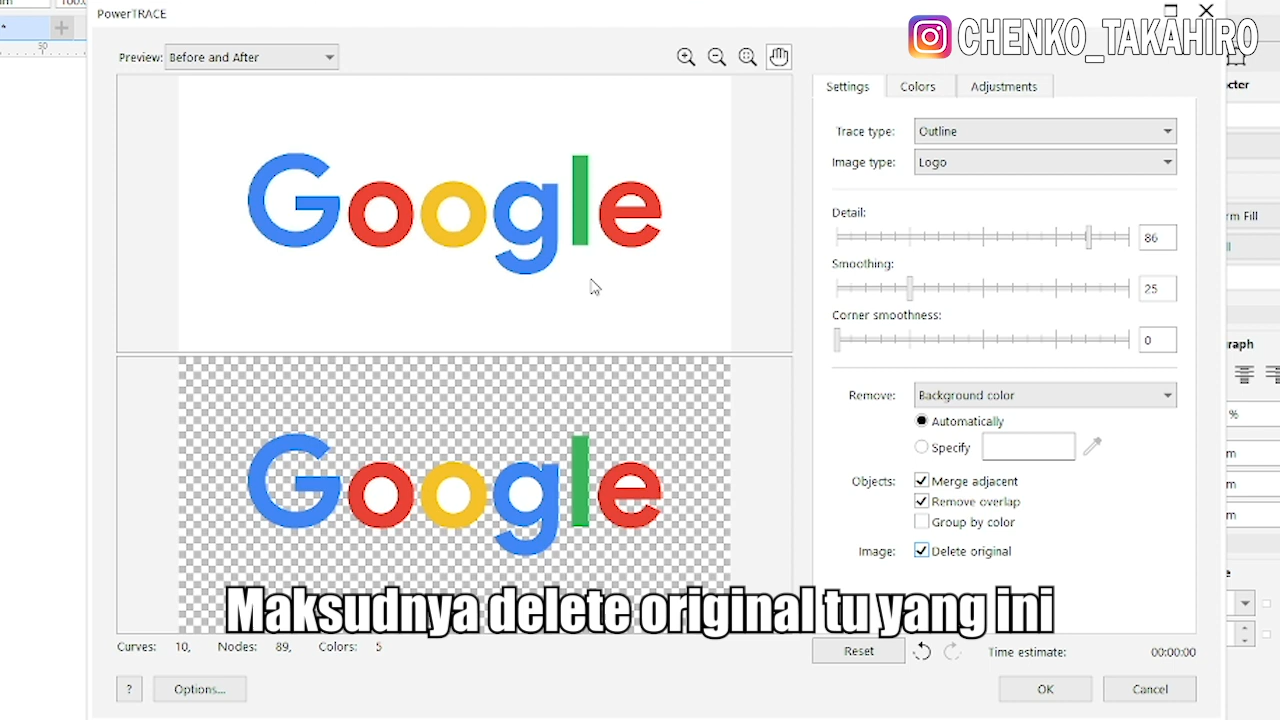 PowerTRACE
CHENKO_TAKAHIRO
50
Preview: Before and After
Settings
Colors
Adjustments
Google
Trace type: Outline
Image type: Logo
Detail:
86
Smoothing:
25
Corner smoothness:
0
Remove: Background color
Automatically
Specify
Google
Objects: Merge adjacent
Remove overlap
Group by color
Image: Delete original
Maksudnya delete original tu yang ini
Curves: 10, Nodes: 89, Colors: 5
Reset
Time estimate: 00:00:00
?
Options...
OK
Cancel